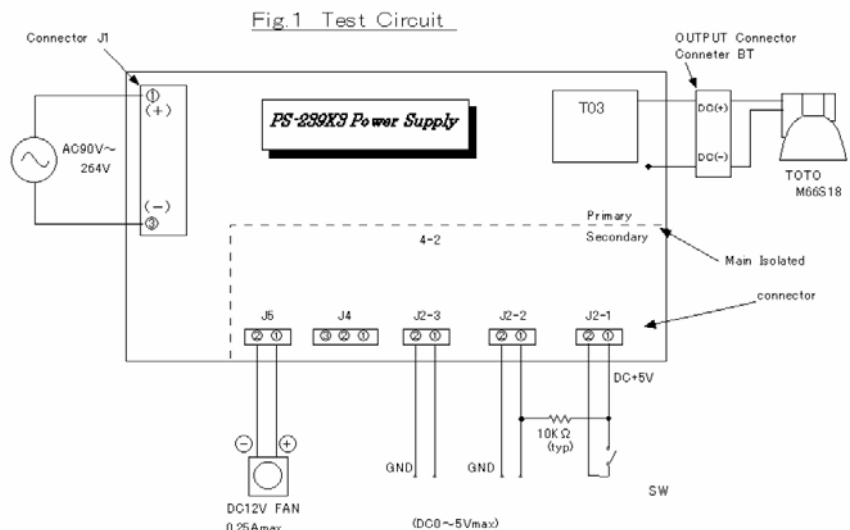 Fig.1 Test Circuit
Connector J1
OUTPUT Connector
Conneter BT
①
(+)
PS-239X3 Power Supply
TO3
DC(+)
AC90V～
264V
DC(-)
(-)
③
TOTO
M66S18
Primary
Secondary
4-2
Main Isolated
connector
J5
J4
J2-3
J2-2
J2-1
② ①
③ ② ①
② ①
② ①
② ①
DC+5V
10KΩ
(typ)
⊖ ⊕
GND
GND
SW
DC12V FAN
0.25Amax
(DC0～5Vmax)